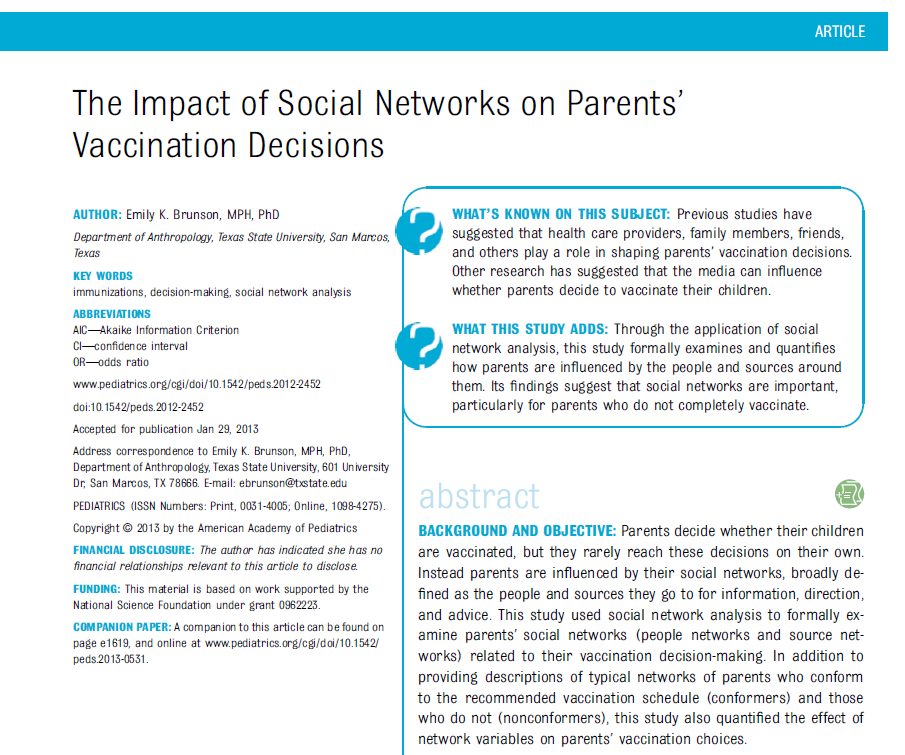 ARTICLE
The Impact of Social Networks on Parents’
Vaccination Decisions
AUTHOR: Emily K. Brunson, MPH, PhD
Department of Anthropology, Texas State University, San Marcos,
Texas
KEY WORDS
immunizations, decision-making, social network analysis
ABBREVIATIONS
AIC—Akaike Information Criterion
CI—confidence interval
OR—odds ratio
www.pediatrics.org/cgi/doi/10.1542/peds.2012-2452
doi:10.1542/peds.2012-2452
Accepted for publication Jan 29, 2013
Address correspondence to Emily K. Brunson, MPH, PhD,
Department of Anthropology, Texas State University, 601 University
Dr, San Marcos, TX 78666. E-mail: ebrunson@txstate.edu
PEDIATRICS (ISSN Numbers: Print, 0031-4005; Online, 1098-4275).
Copyright © 2013 by the American Academy of Pediatrics
FINANCIAL DISCLOSURE: The author has indicated she has no
financial relationships relevant to this article to disclose.
FUNDING: This material is based on work supported by the
National Science Foundation under grant 0962223.
COMPANION PAPER: A companion to this article can be found on
page e1619, and online at www.pediatrics.org/cgi/doi/10.1542/
peds.2013-0531.
WHAT’S KNOWN ON THIS SUBJECT: Previous studies have
suggested that health care providers, family members, friends,
and others play a role in shaping parents’ vaccination decisions.
Other research has suggested that the media can influence
whether parents decide to vaccinate their children.
WHAT THIS STUDY ADDS: Through the application of social
network analysis, this study formally examines and quantifies
how parents are influenced by the people and sources around
them. Its findings suggest that social networks are important,
particularly for parents who do not completely vaccinate.
abstract
BACKGROUND AND OBJECTIVE: Parents decide whether their children
are vaccinated, but they rarely reach these decisions on their own.
Instead parents are influenced by their social networks, broadly de-
fined as the people and sources they go to for information, direction,
and advice. This study used social network analysis to formally ex-
amine parents’ social networks (people networks and source net-
works) related to their vaccination decision-making. In addition to
providing descriptions of typical networks of parents who conform
to the recommended vaccination schedule (conformers) and those
who do not (nonconformers), this study also quantified the effect of
network variables on parents’ vaccination choices.